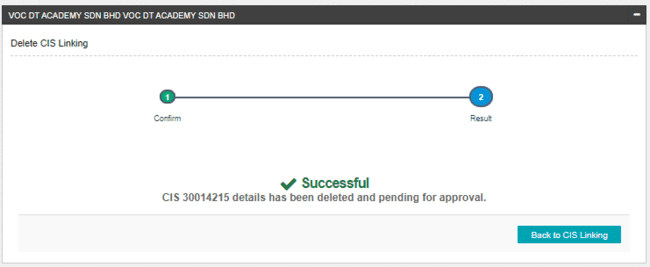 VOC DT ACADEMY SDN BHD VOC DT ACADEMY SDN BHD
Delete CIS Linking
1
2
Confirm
Result
Successful
CIS 30014215 details has been deleted and pending for approval.
Back to CIS Linking